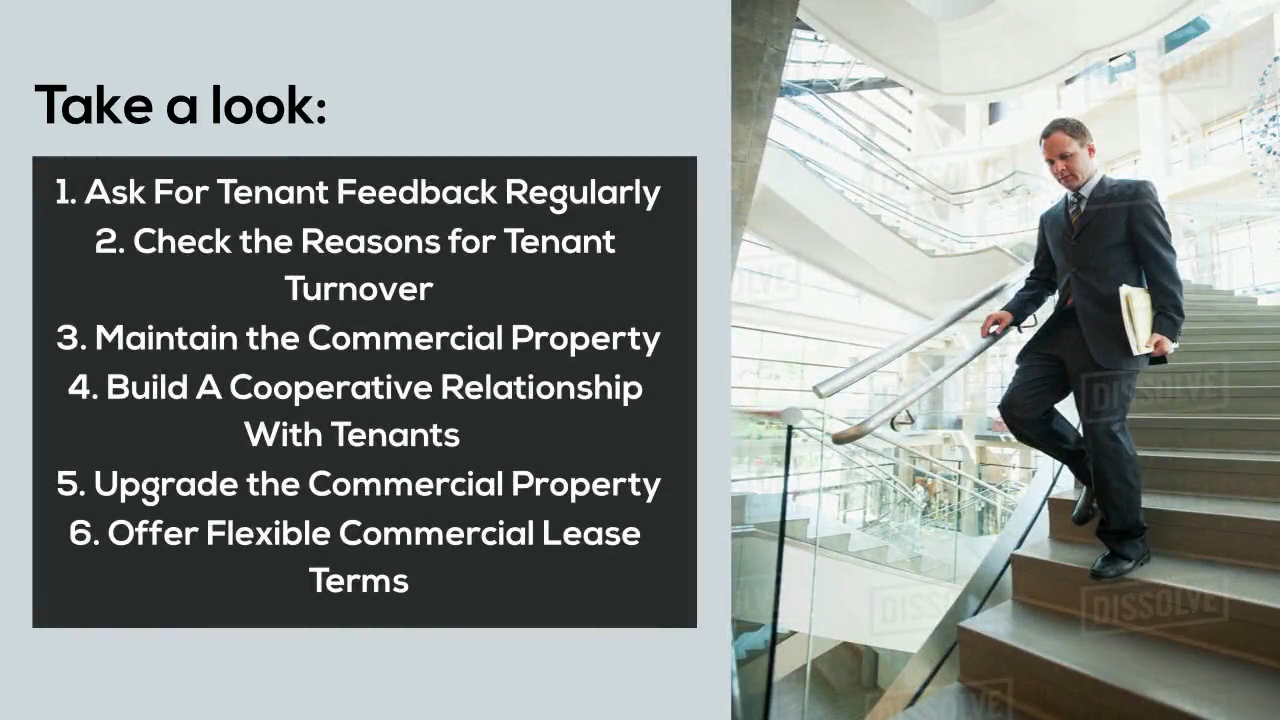 Take a look:
1. Ask For Tenant Feedback Regularly
2. Check the Reasons for Tenant
Turnover
3. Maintain the Commercial Property
4. Build A Cooperative Relationship
With Tenants
5. Upgrade the Commercial Property
6. Offer Flexible Commercial Lease
Terms
DISSOLVE
DISSOLVE
DISSOLVE